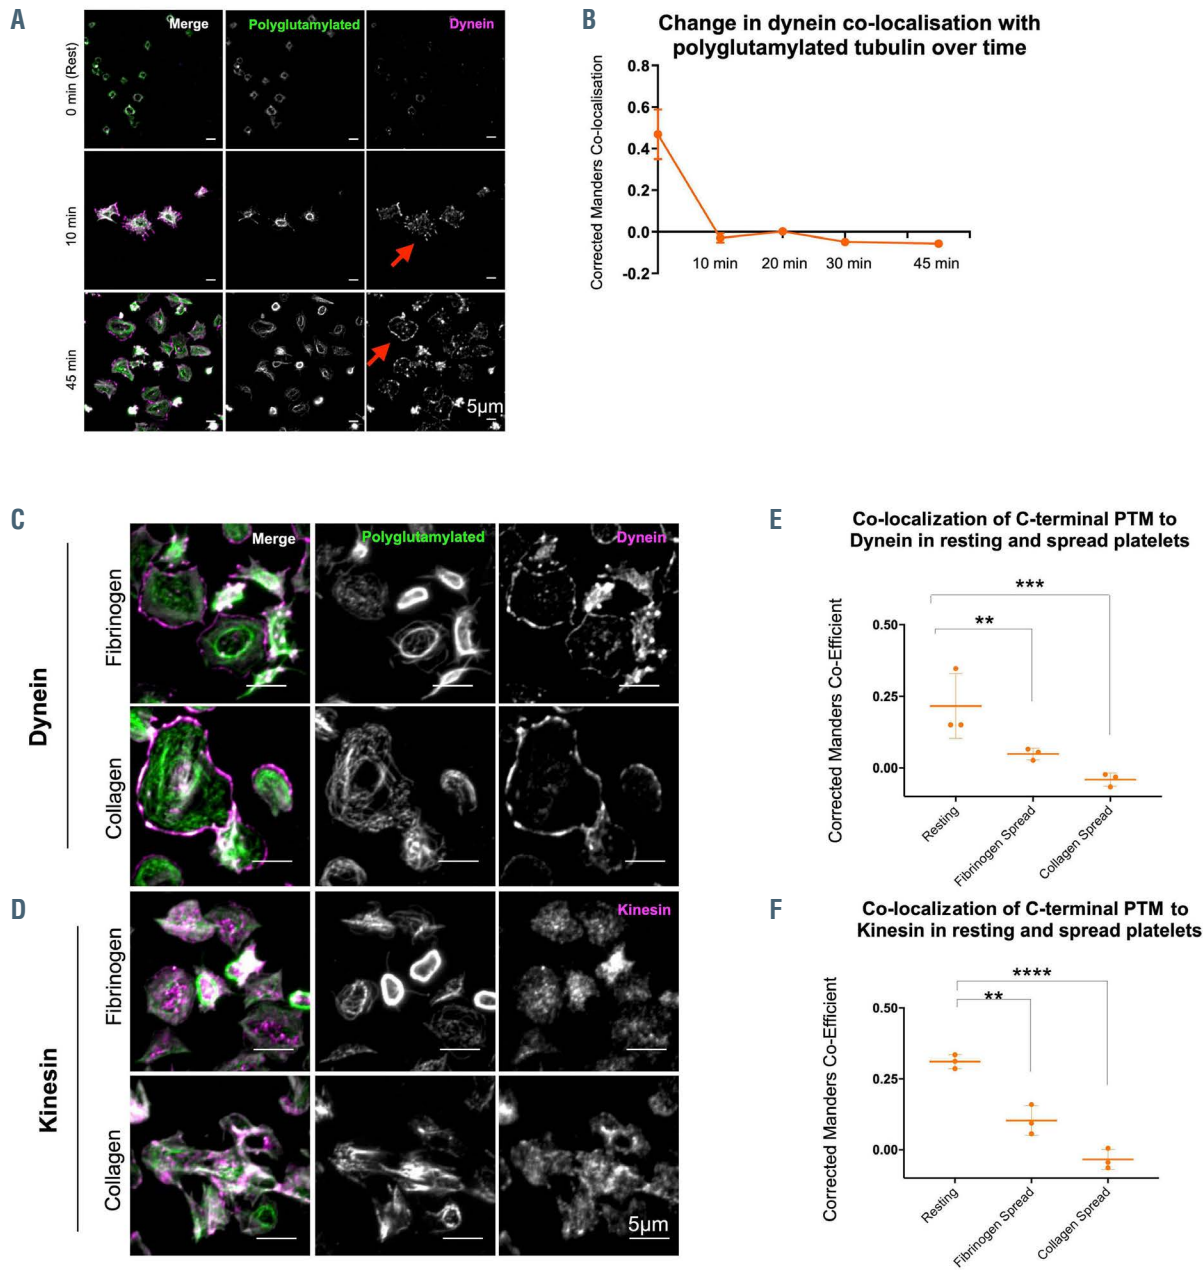 A
Merge
Polyglutamylated
Dynein
0 min (Rest)
10 min
45 min
5µm
B
Change in dynein co-localisation with
polyglutamylated tubulin over time
Corrected Manders Co-localisation
0.8
0.6
0.4
0.2
0.0
-0.2
10 min
20 min
30 min
45 min
C
Dynein
Fibrinogen
Collagen
Merge
Polyglutamylated
Dynein
D
Kinesin
Fibrinogen
Collagen
Kinesin
5µm
E
Co-localization of C-terminal PTM to
Dynein in resting and spread platelets
Corrected Manders Co-Efficient
***
**
0.50
0.25
0.00
Resting
Fibrinogen Spread
Collagen Spread
F
Co-localization of C-terminal PTM to
Kinesin in resting and spread platelets
Corrected Manders Co-Efficient
****
**
0.50
0.25
0.00
Resting
Fibrinogen Spread
Collagen Spread